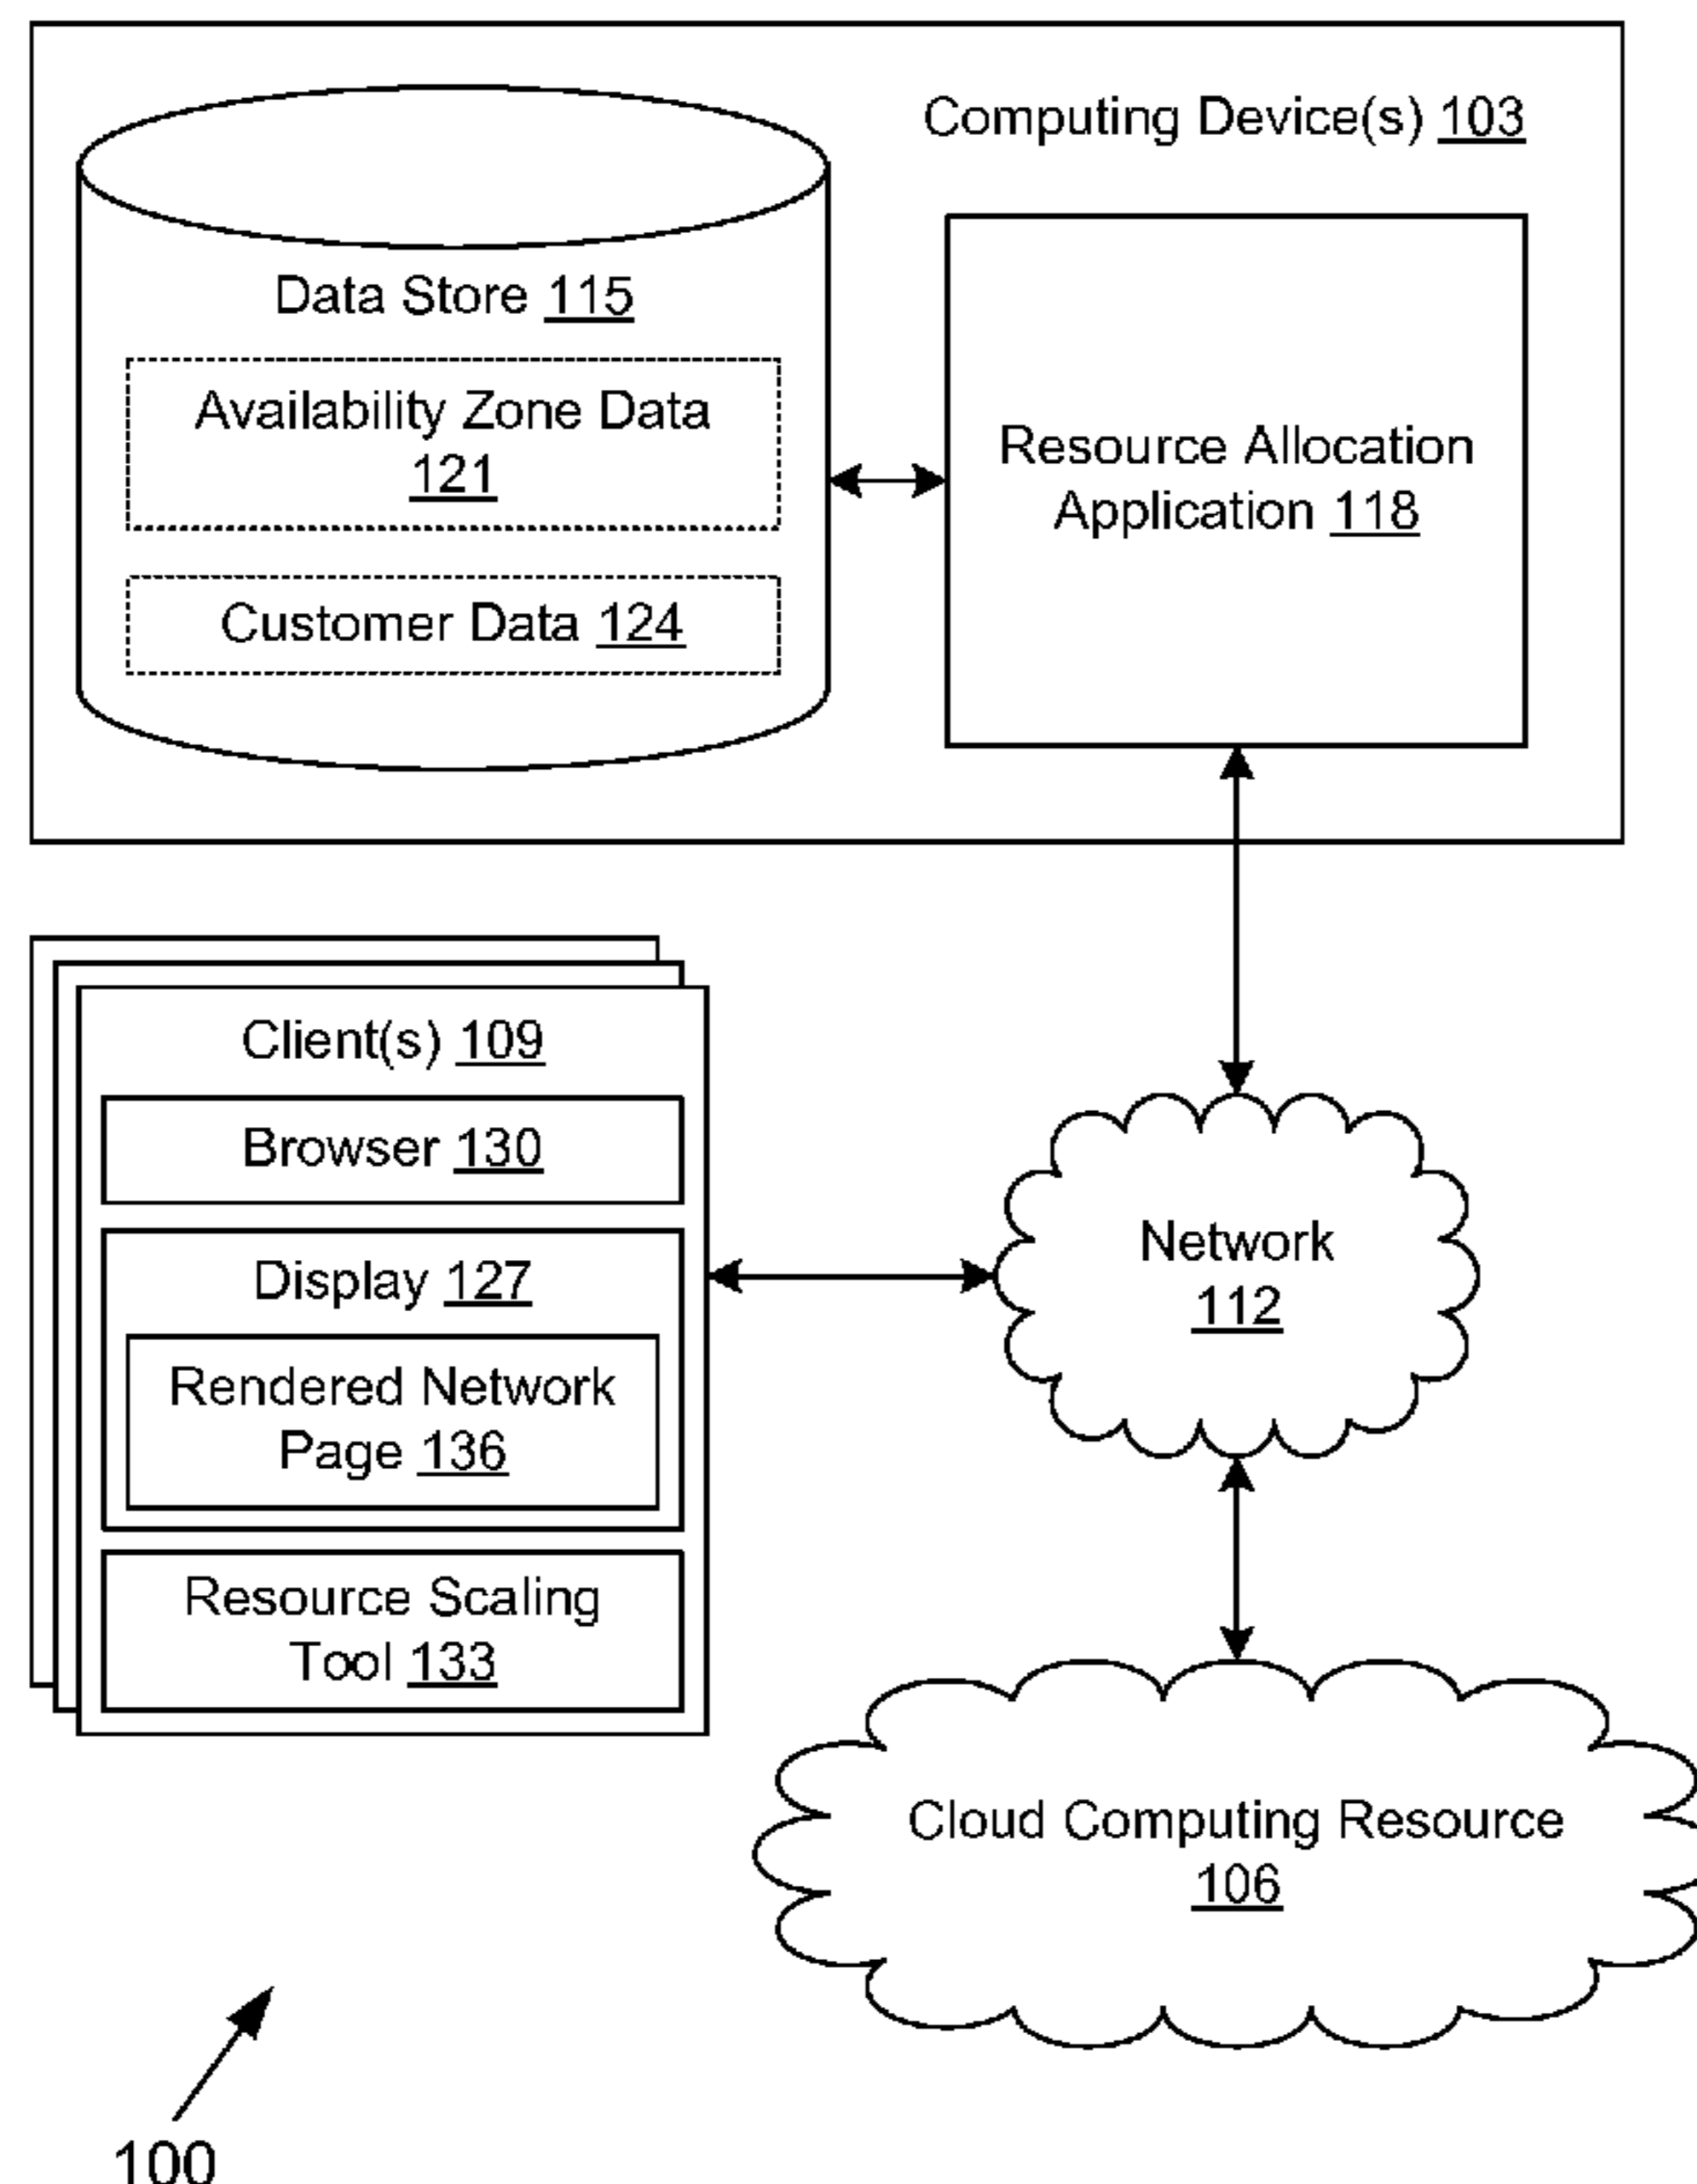 Computing Device(s) 103
Data Store 115
Availability Zone Data
121
Customer Data 124
Resource Allocation
Application 118
Client(s) 109
Browser 130
Display 127
Rendered Network
Page 136
Resource Scaling
Tool 133
Network
112
Cloud Computing Resource
106
100